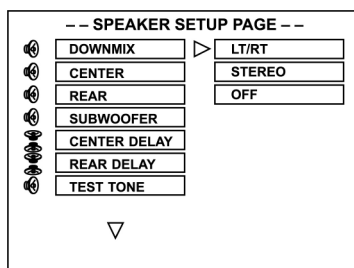 -- SPEAKER SETUP PAGE --
DOWNMIX
LT/RT
CENTER
STEREO
REAR
OFF
SUBWOOFER
CENTER DELAY
REAR DELAY
TEST TONE